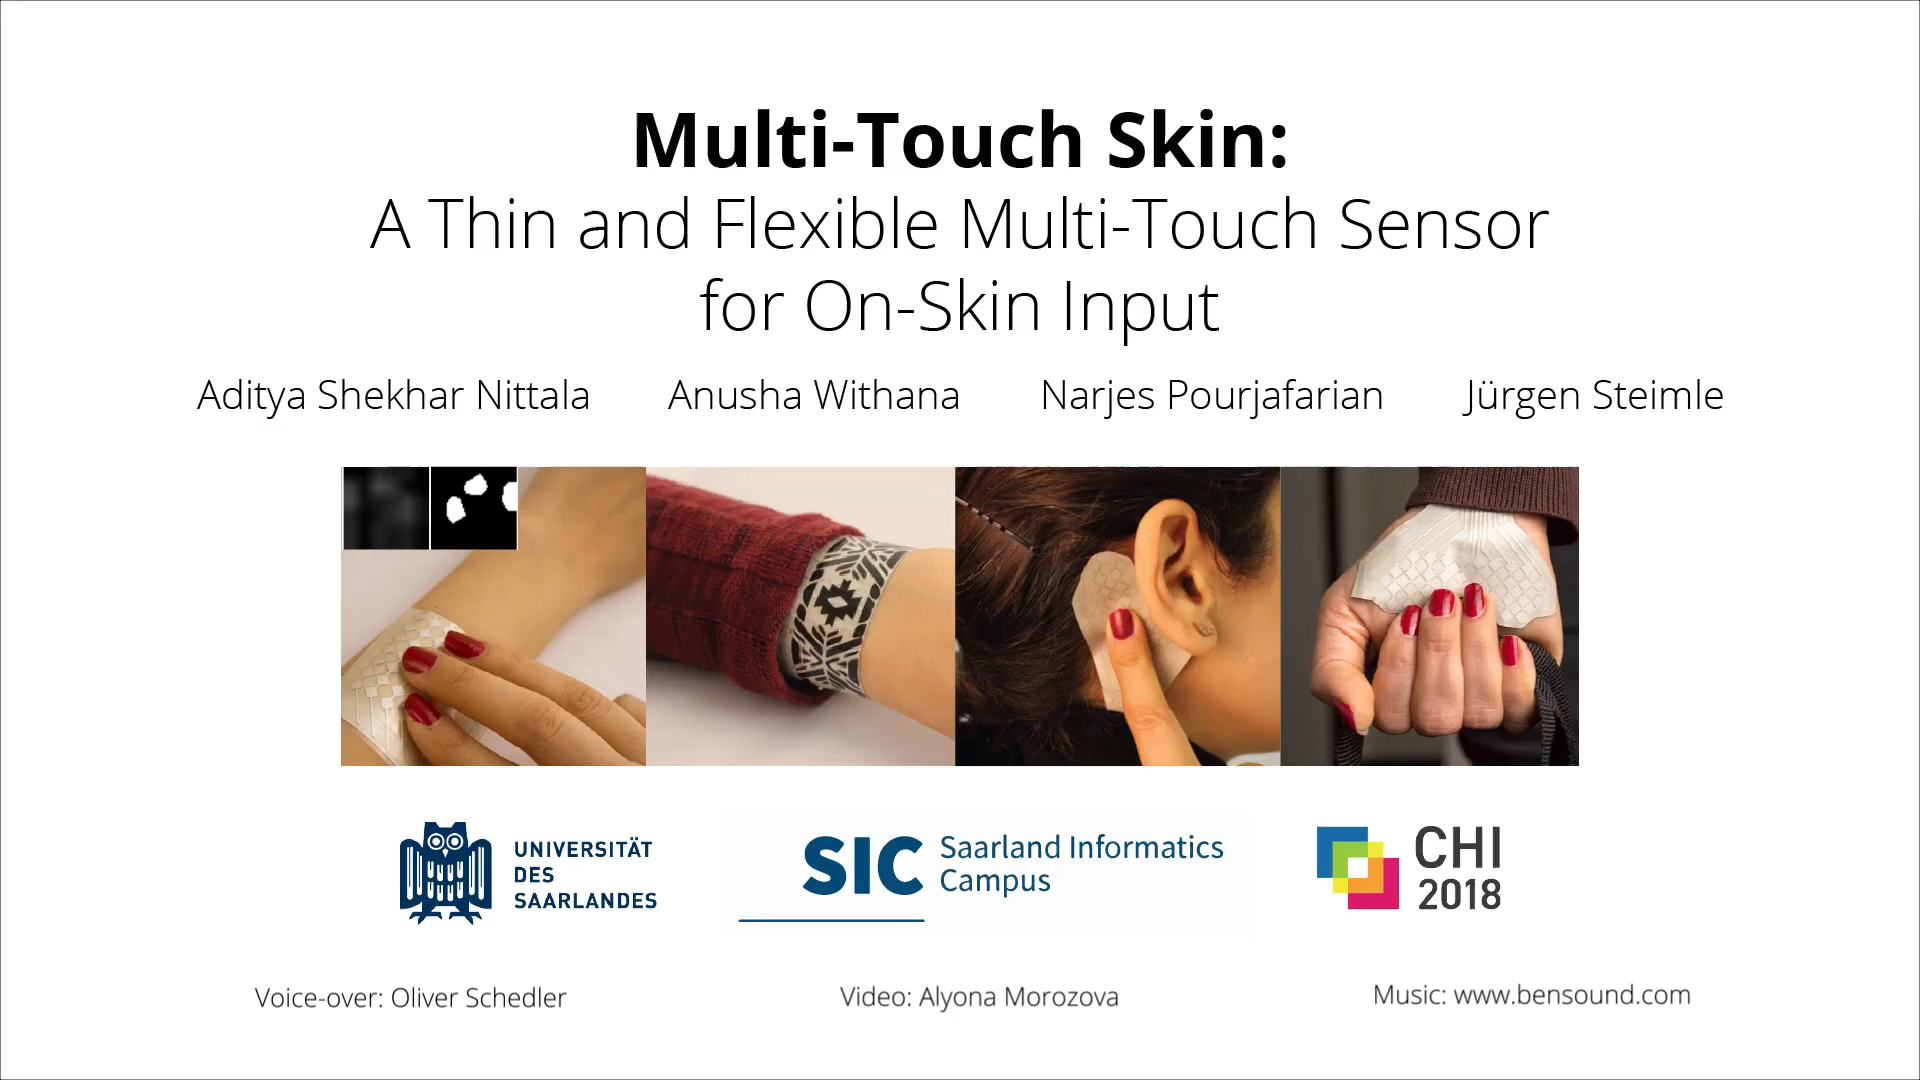 Multi-Touch Skin:
A Thin and Flexible Multi-Touch Sensor
for On-Skin Input
Aditya Shekhar Nittala Anusha Withana Narjes Pourjafarian Jürgen Steimle
UNIVERSITÄT
DES
SAARLANDES
SIC Saarland Informatics
Campus
CHI
2018
Voice-over: Oliver Schedler
Video: Alyona Morozova
Music: www.bensound.com